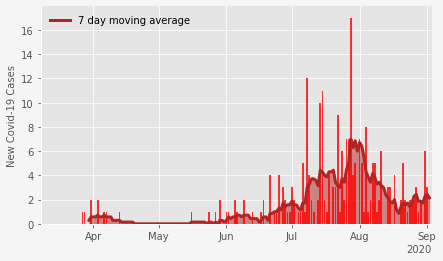 7 day moving average
New Covid-19 Cases
16
14
12
10
8
6
4
2
0
Apr
May
Jun
Jul
Aug
Sep
2020